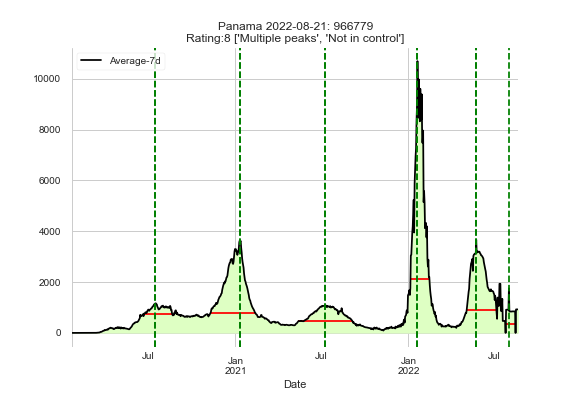 Panama 2022-08-21: 966779
Rating:8 ['Multiple peaks', 'Not in control']
Average-7d
10000
8000
6000
4000
2000
0
Jul
Jan
2021
Jul
Jan
2022
Jul
Date